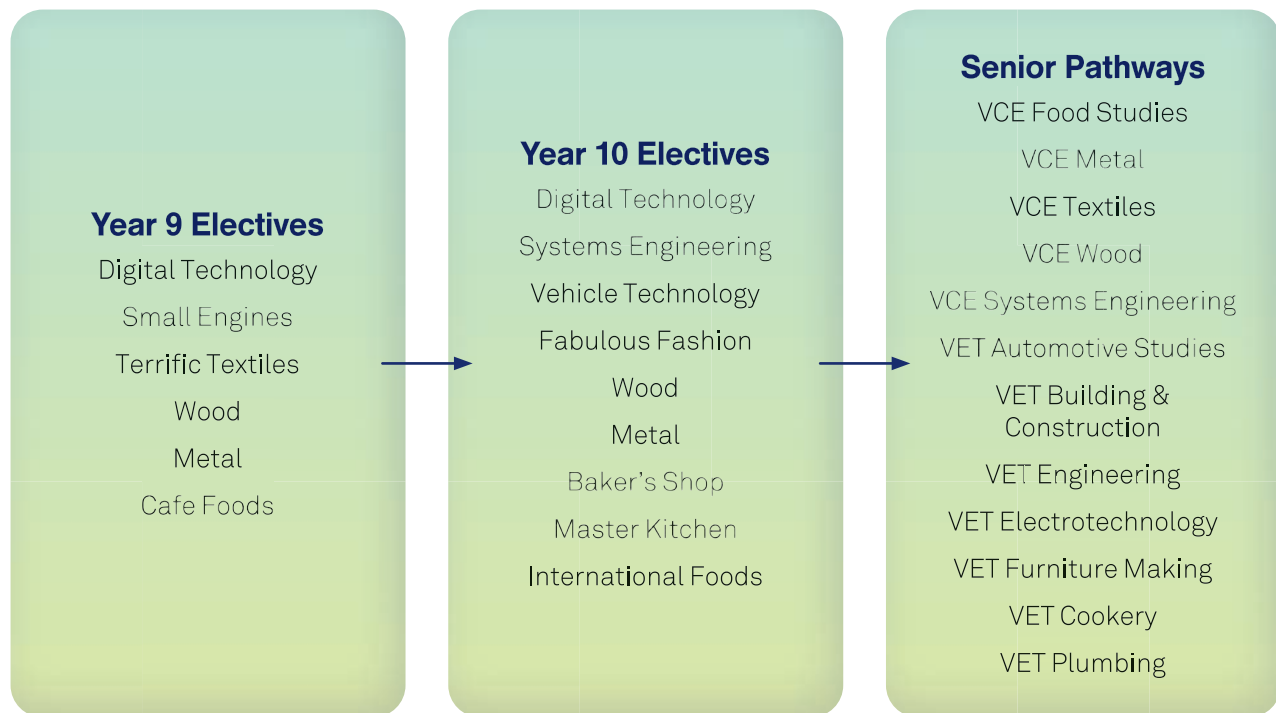 Year 9 Electives
Digital Technology
Small Engines
Terrific Textiles
Wood
Metal
Cafe Foods
Year 10 Electives
Digital Technology
Systems Engineering
Vehicle Technology
Fabulous Fashion
Wood
Metal
Baker's Shop
Master Kitchen
International Foods
Senior Pathways
VCE Food Studies
VCE Metal
VCE Textiles
VCE Wood
VCE Systems Engineering
VET Automotive Studies
VET Building &
Construction
VET Engineering
VET Electrotechnology
VET Furniture Making
VET Cookery
VET Plumbing